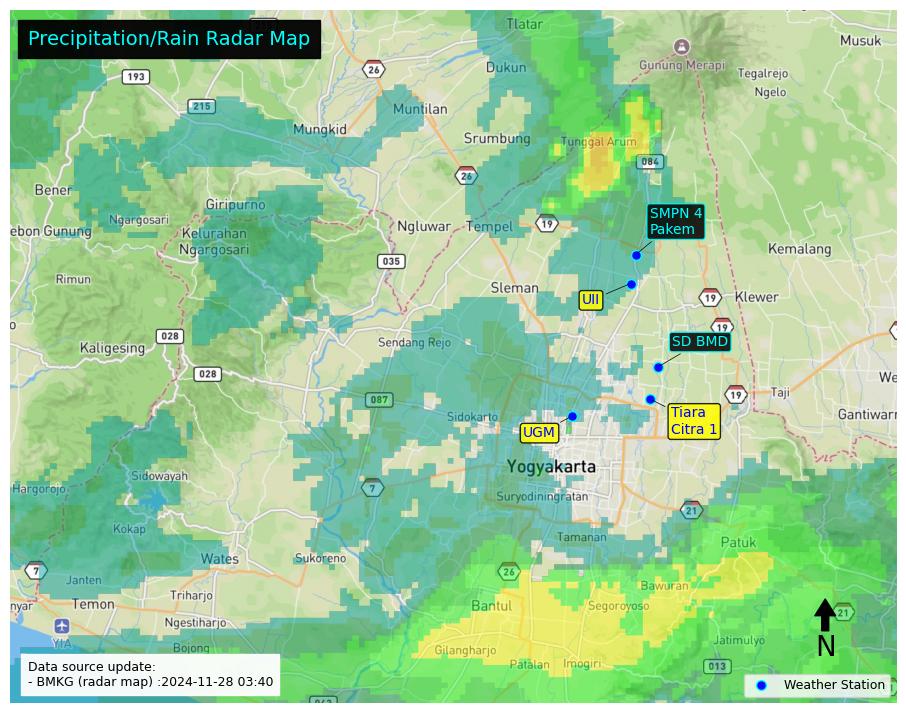 Precipitation/Rain Radar Map
Tlatar
Musuk
26
Dukun
Gunung Merapi
Tegalrejo
193
Ngelo
215
Muntilan
Mungkid
Srumbung
Tunggal Arum
084
26
Bener
Giripurno
SMPN 4
Pakem
Ngargosari
ebon Gunung
Kelurahan
Ngargosari
Ngluwar
Tempel
19
Kemalang
035
Rimun
Sleman
UII
19
Klewer
028
Kaligesing
Sendang Rejo
19
SD BMD
028
We
087
19
Taji
Sidokarto
Tiara
Citra 1
Gantiwarn
UGM
Yogyakarta
Sidowayah
Hargorojo
7
Suryodiningratan
21
Kokap
Tamanan
Patuk
Wates
Sukoreno
7
Janten
26
Bawuran
nyar
Temon
Triharjo
Bantul
Segoroyoso
21
Ngestiharjo
YIA
Bojong
Gilangharjo
Jatimulyo
N
Patalan
Imogiri
013
Data source update:
- BMKG (radar map) :2024-11-28 03:40
Weather Station